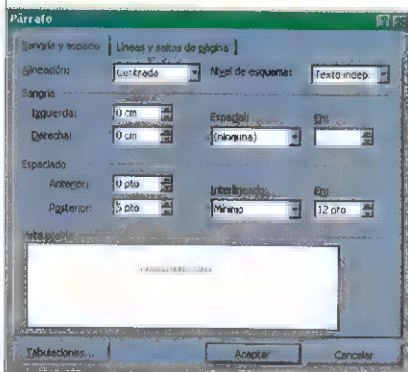 Párrafo
Sangría y espacio Líneas y saltos de página
Alineación: Centrada Nivel de esquema: Texto indep.
Sangría
Izquierda: 0 cm Especial: En:
Derecha: 0 cm (ninguna)
Espaciado
Anterior: 0 pto Interlineado: En:
Posterior: pto Mínimo 12 pto
Vista previa
Tabulaciones... Aceptar Cancelar